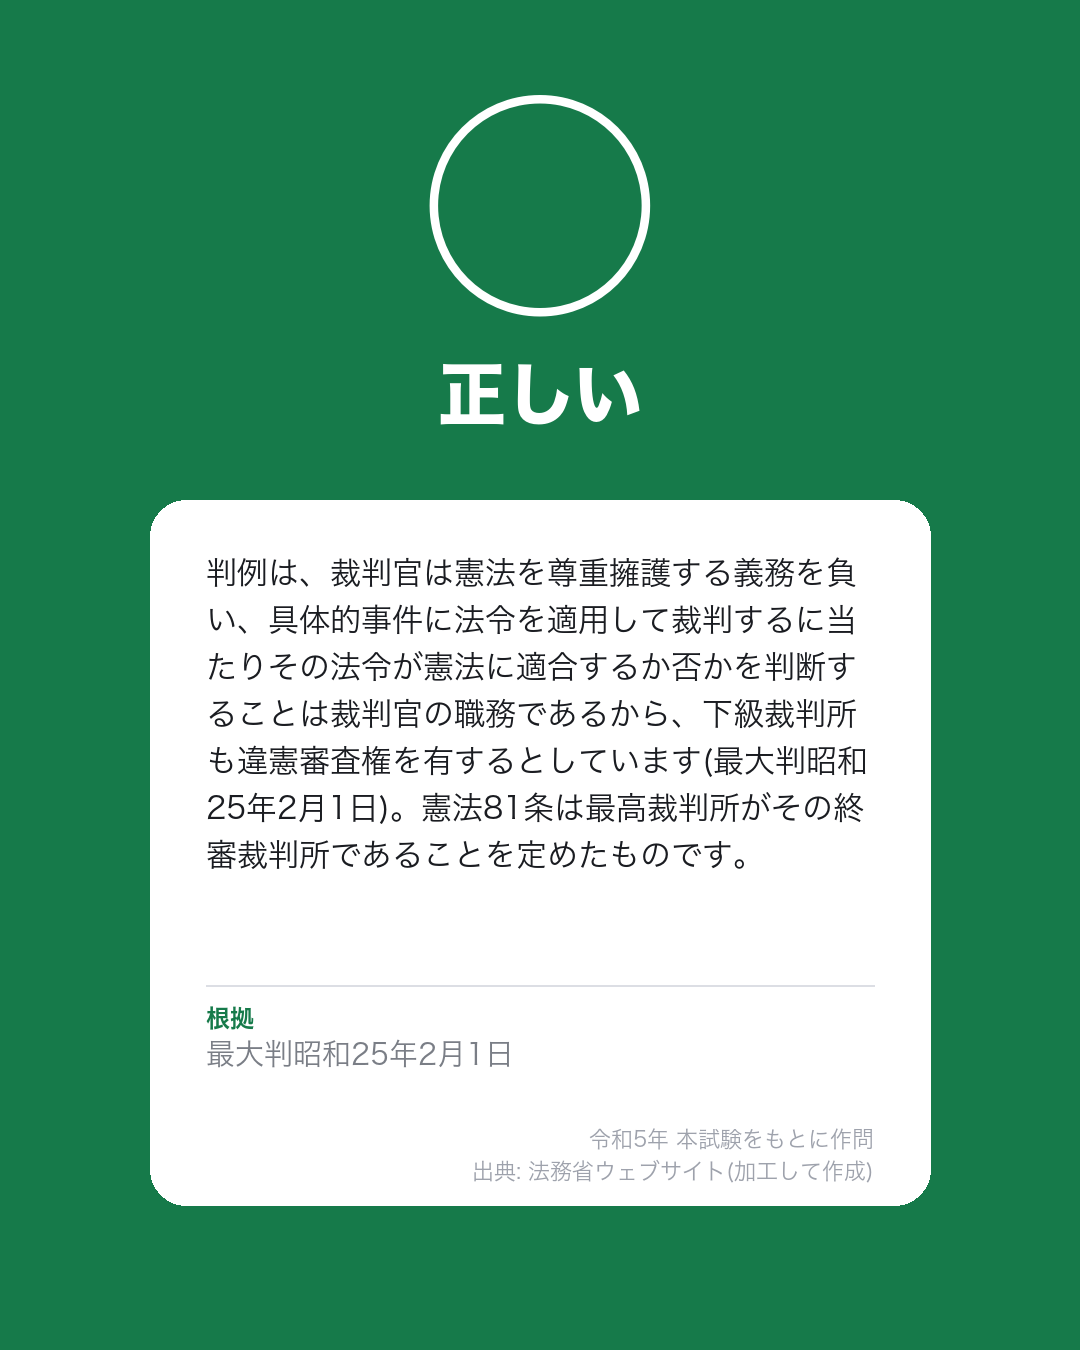 正しい
判例は、裁判官は憲法を尊重擁護する義務を負
い、具体的事件に法令を適用して裁判するに当
たりその法令が憲法に適合するか否かを判断す
ることは裁判官の職務であるから、下級裁判所
も違憲審査権を有するとしています(最大判昭和
25年2月1日)。憲法81条は最高裁判所がその終
審裁判所であることを定めたものです。
根拠
最大判昭和25年2月1日
令和5年 本試験をもとに作問
出典: 法務省ウェブサイト(加工して作成)